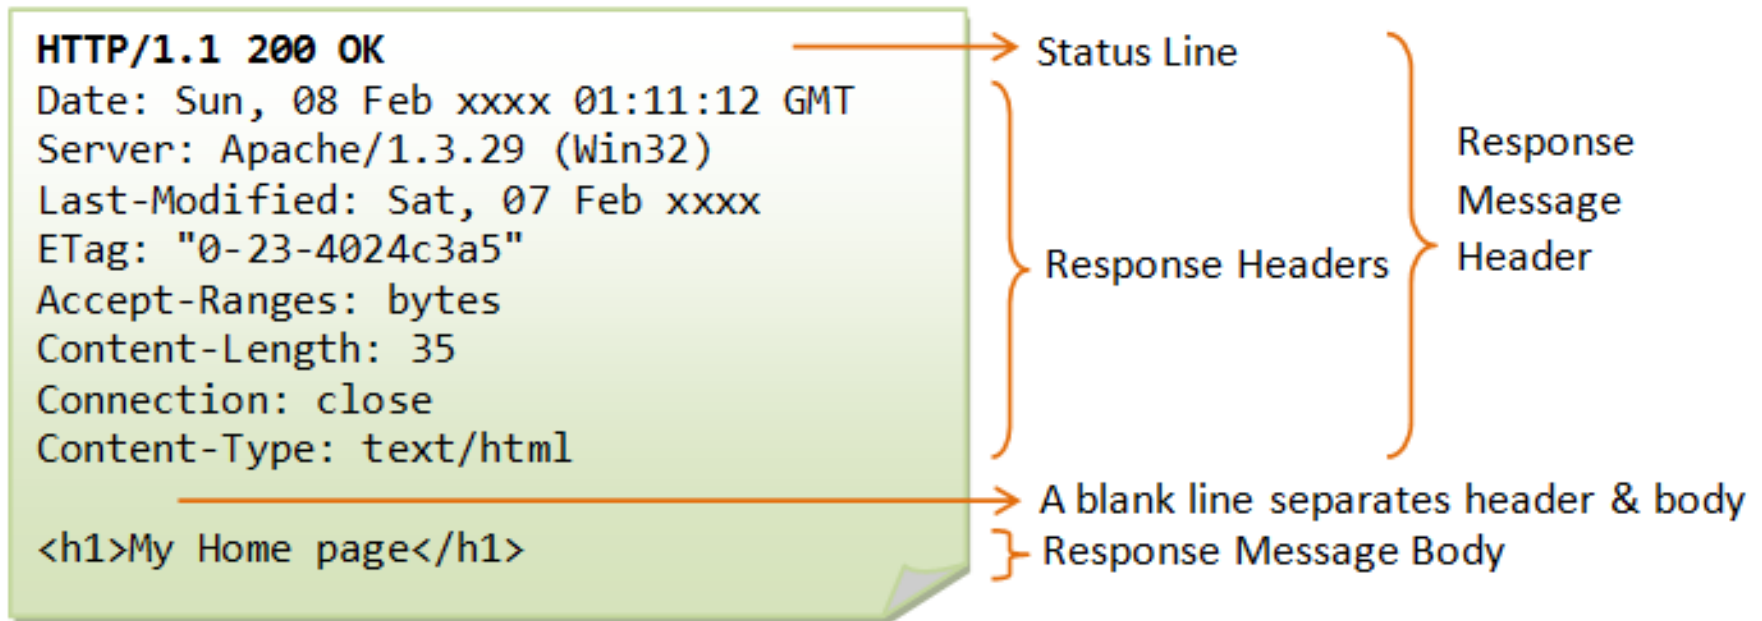 HTTP/1.1 200 OK
Date: Sun, 08 Feb xxxx 01:11:12 GMT
Server: Apache/1.3.29 (Win32)
Last-Modified: Sat, 07 Feb xxxx
ETag: "0-23-4024c3a5"
Accept-Ranges: bytes
Content-Length: 35
Connection: close
Content-Type: text/html
<h1>My Home page</h1>
Status Line
Response Headers
Response
Message
Header
A blank line separates header & body
Response Message Body